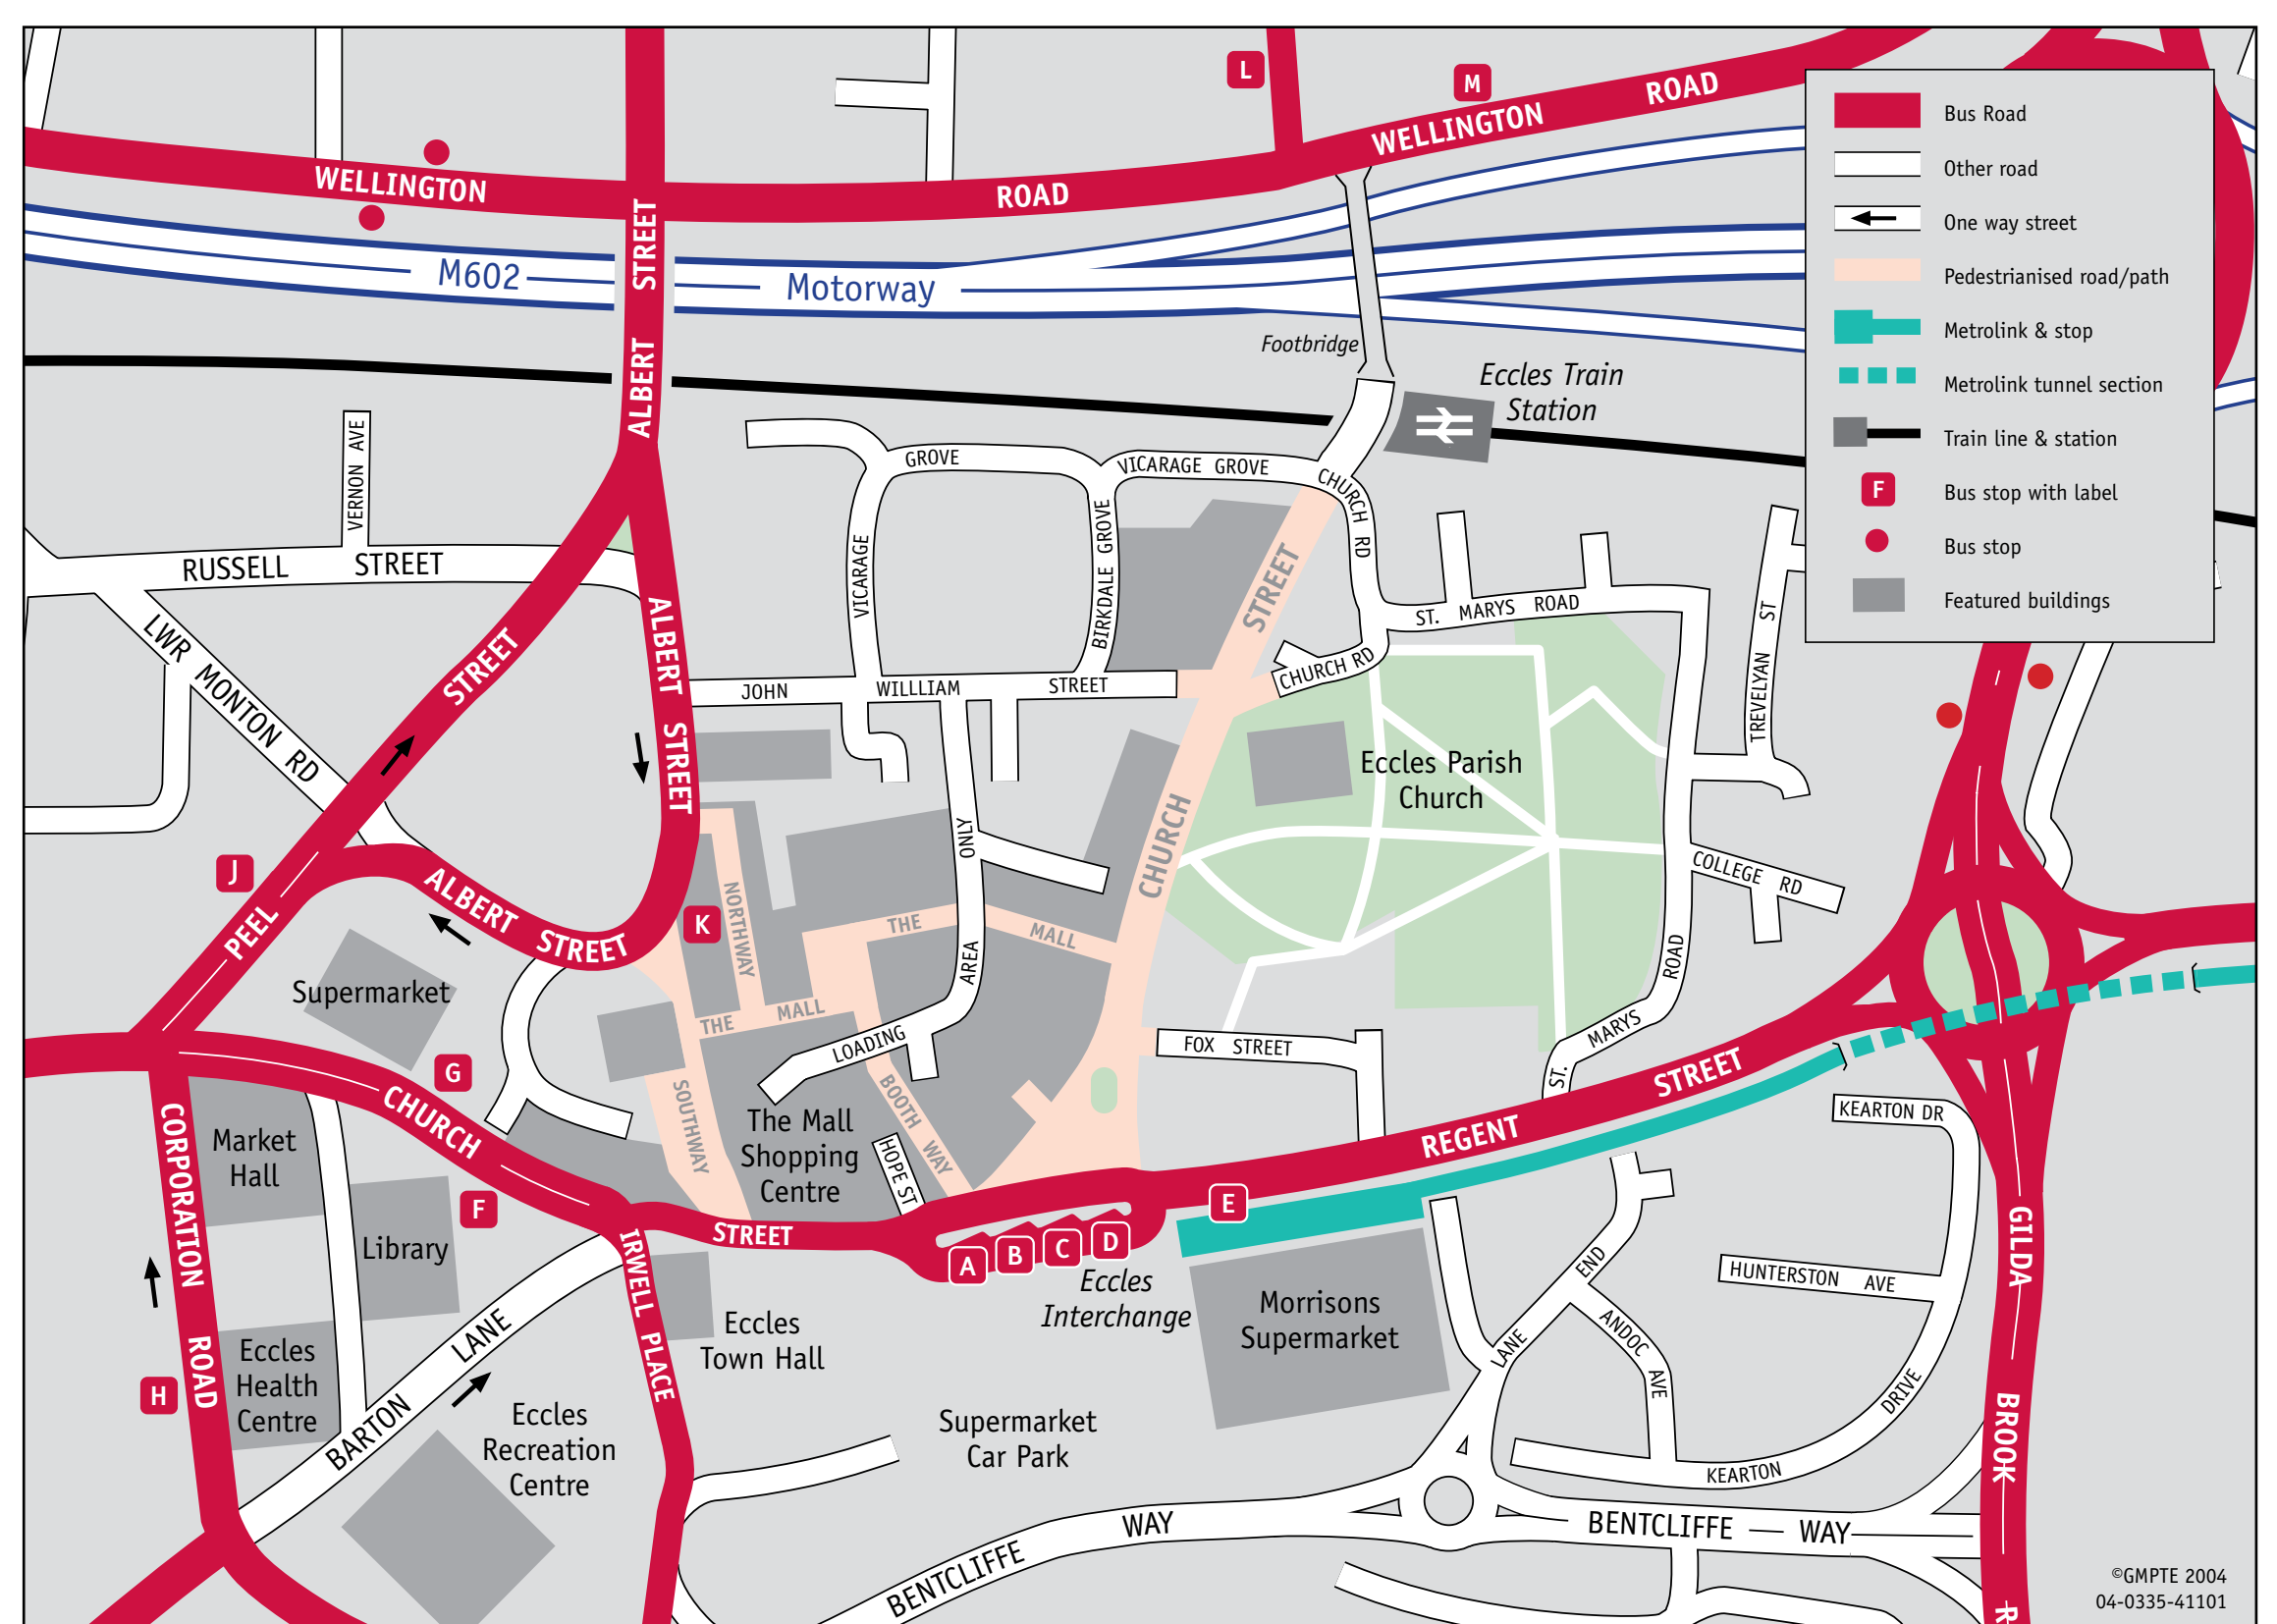 L
M
WELLINGTON
ROAD
WELLINGTON
ROAD
Bus Road
Other road
One way street
Pedestrianised road/path
Metrolink & stop
Metrolink tunnel section
Train line & station
F
Bus stop with label
Bus stop
Featured buildings
M602
Motorway
ALBERT
STREET
Footbridge
Eccles Train
Station
VERNON AVE
RUSSELL
STREET
LWR MONTON RD
PEEL
STREET
ALBERT STREET
GROVE
VICARAGE GROVE
VICARAGE
BIRKDALE GROVE
CHURCH RD
STREET
ST. MARYS ROAD
TREVELYAN ST
JOHN
WILLLIAM
STREET
CHURCH RD
Eccles Parish
Church
CHURCH
ONLY
AREA
LOADING
COLLEGE RD
J
K
ALBERT
STREET
NORTHWAY
THE
MALL
THE
MALL
Supermarket
ST.
MARYS
ROAD
FOX STREET
G
CHURCH
SOUTHWAY
BOOTH WAY
The Mall
Shopping
Centre
HOPE ST
REGENT
STREET
KEARTON DR
CORPORATION
ROAD
Market
Hall
F
Library
STREET
IRWELL PLACE
E
A
B
C
D
Eccles
Interchange
Eccles
Town Hall
Morrisons
Supermarket
LANE
END
ANDOC AVE
HUNTERSTON AVE
GILDA
BROOK
R
H
Eccles
Health
Centre
BARTON
LANE
Eccles
Recreation
Centre
Supermarket
Car Park
KEARTON
DRIVE
BENTCLIFFE
WAY
BENTCLIFFE
WAY
©GMPTE 2004
04-0335-41101